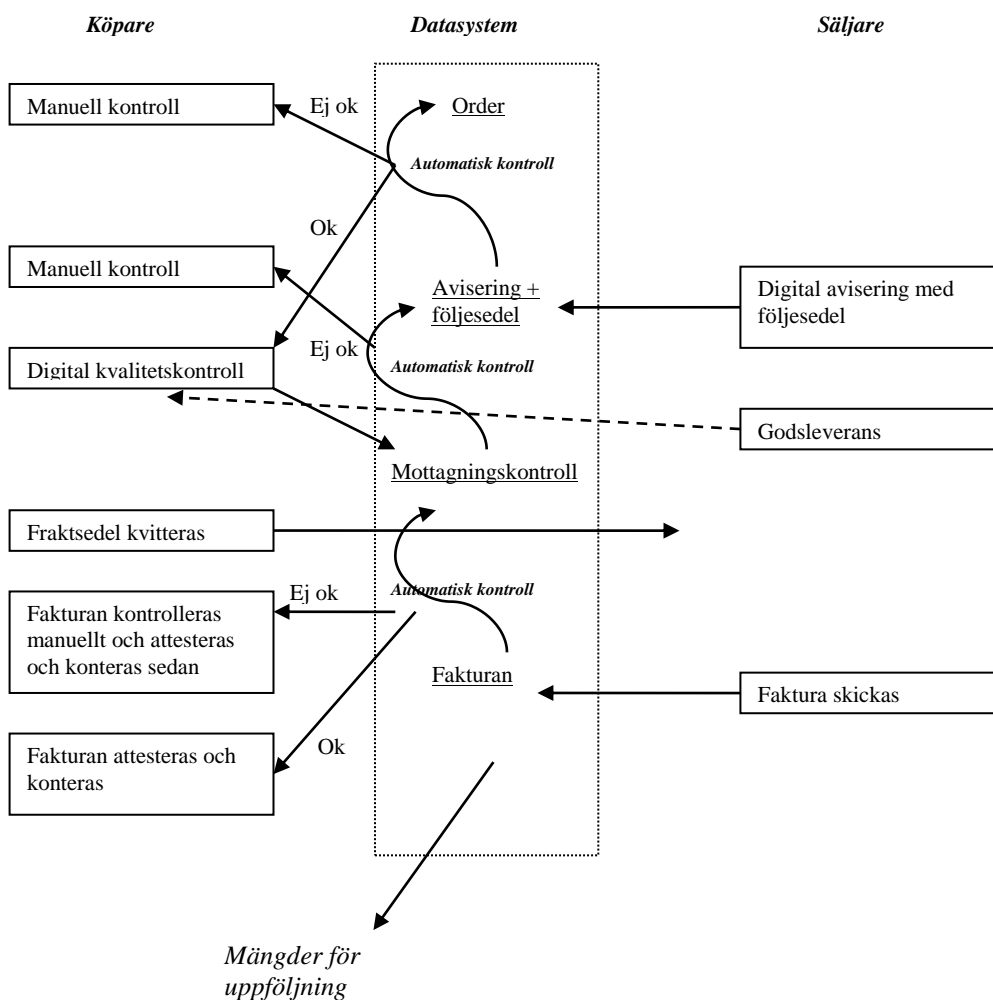 Köpare
Datasystem
Säljare
Manuell kontroll
Ej ok
Order
Automatisk kontroll
Ok
Manuell kontroll
Avisering +
följesedel
Digital avisering med
följesedel
Ej ok
Digital kvalitetskontroll
Automatisk kontroll
Godsleverans
Mottagningskontroll
Fraktsedel kvitteras
Ej ok
Automatisk kontroll
Fakturan kontrolleras
manuellt och attesteras
och konteras sedan
Fakturan
Faktura skickas
Fakturan attesteras och
konteras
Ok
Mängder för
uppföljning